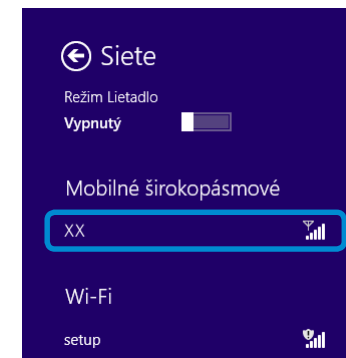 Siete
Režim Lietadlo
Vypnutý
Mobilné širokopásmové
XX
Wi-Fi
setup